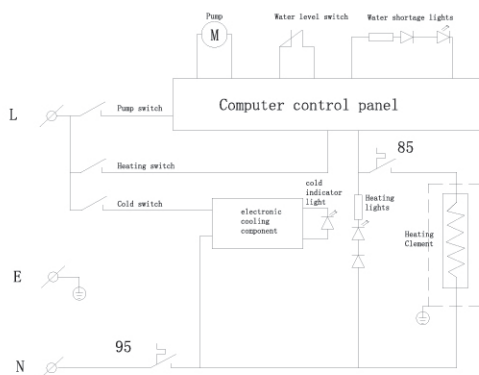 Pump
Water level switch
Water shortage lights
M
Computer control panel
L
Pump switch
85
Heating switch
cold
indicator
light
Cold switch
electronic
cooling
component
Heating
lights
Heating
Clement
E
95
N